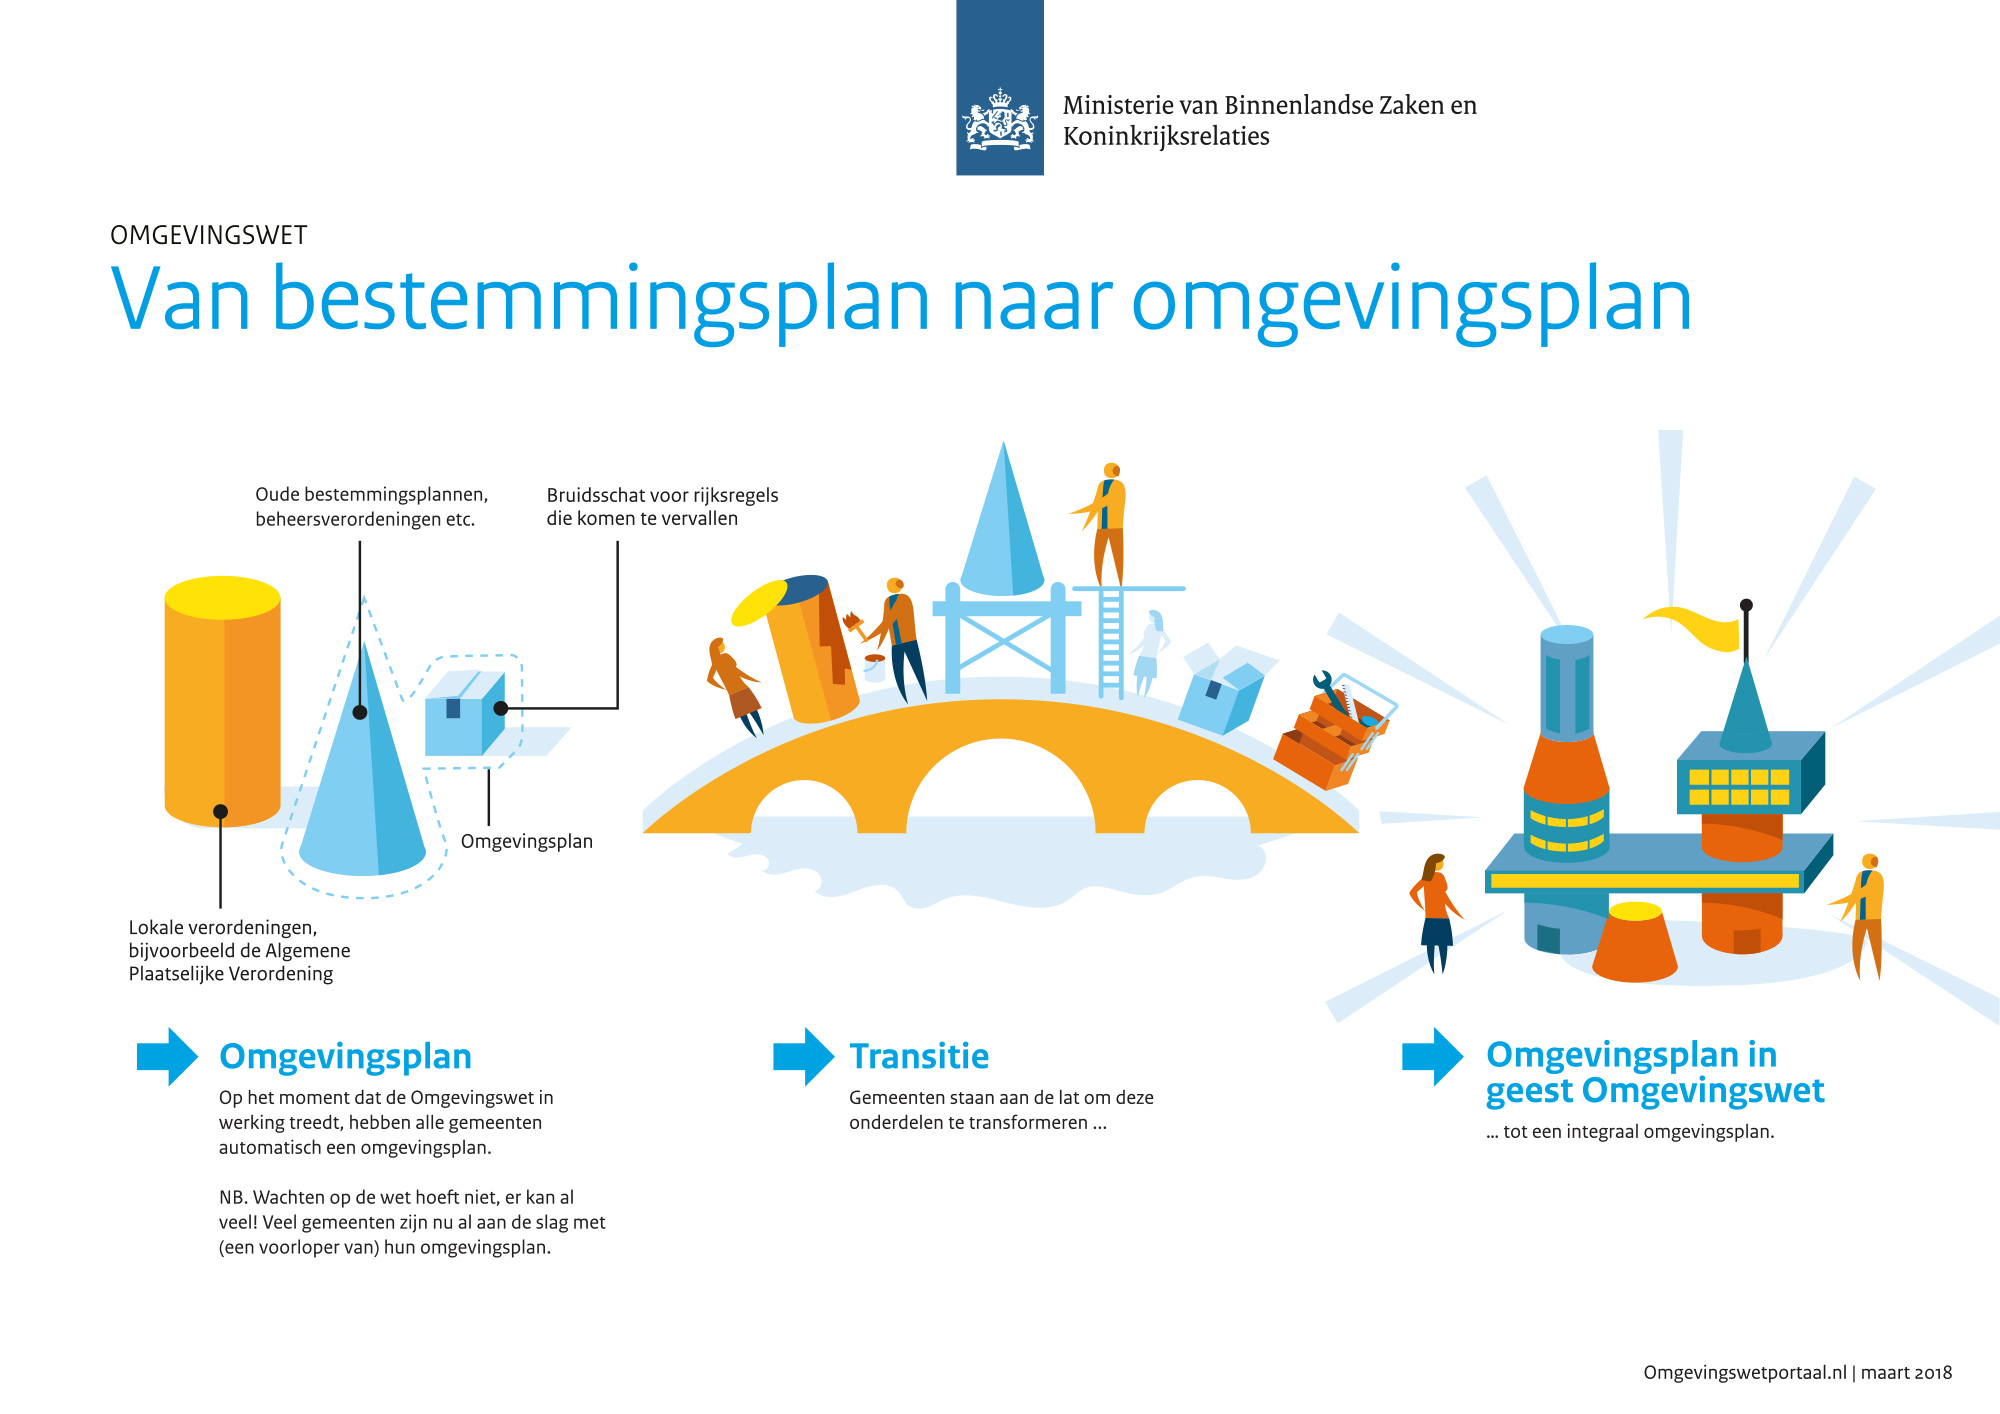 Ministerie van Binnenlandse Zaken en
Koninkrijksrelaties
OMGEVINGSWET
Van bestemmingsplan naar omgevingsplan
Oude bestemmingsplannen,
beheersverordeningen etc.
Bruidsschat voor rijksregels
die komen te vervallen
Omgevingsplan
Lokale verordeningen,
bijvoorbeeld de Algemene
Plaatselijke Verordening
Omgevingsplan
Op het moment dat de Omgevingswet in
werking treedt, hebben alle gemeenten
automatisch een omgevingsplan.
NB. Wachten op de wet hoeft niet, er kan al
veel! Veel gemeenten zijn nu al aan de slag met
(een voorloper van) hun omgevingsplan.
Transitie
Gemeenten staan aan de lat om deze
onderdelen te transformeren ...
Omgevingsplan in
geest Omgevingswet
... tot een integraal omgevingsplan.
Omgevingswetportaal.nl | maart 2018